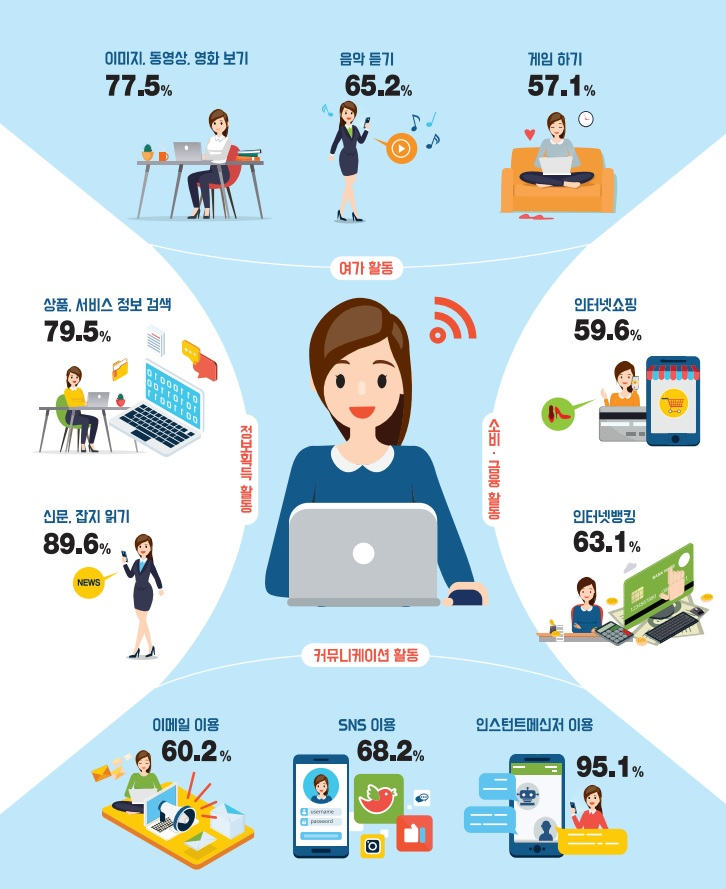 이미지, 동영상, 영화 보기
77.5%
음악 듣기
65.2%
게임 하기
57.1%
여가 활동
상품, 서비스 정보 검색
79.5%
인터넷쇼핑
59.6%
정보획득 활동
소비·금융 활동
신문, 잡지 읽기
89.6%
NEWS
인터넷뱅킹
63.1%
커뮤니케이션 활동
이메일 이용
60.2%
SNS 이용
68.2%
username
password
인스턴트메신저 이용
95.1%